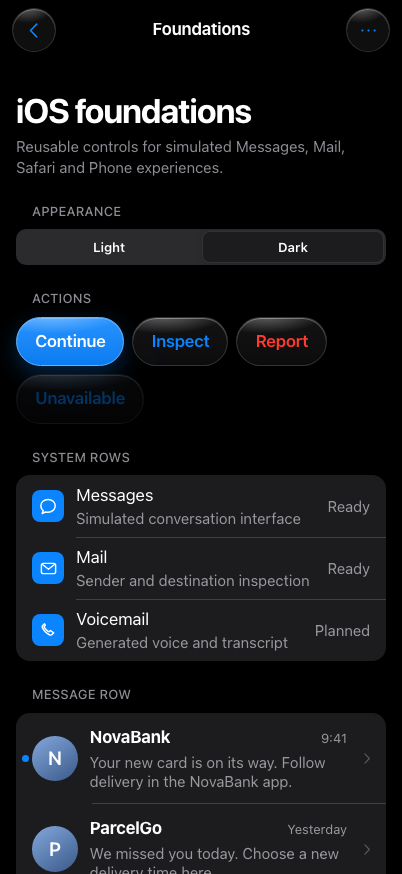 Foundations
iOS foundations
Reusable controls for simulated Messages, Mail,
Safari and Phone experiences.
APPEARANCE
Light
Dark
ACTIONS
Continue
Inspect
Report
Unavailable
SYSTEM ROWS
Messages
Simulated conversation interface
Ready
Mail
Sender and destination inspection
Ready
Voicemail
Generated voice and transcript
Planned
MESSAGE ROW
N
NovaBank
9:41
Your new card is on its way. Follow
delivery in the NovaBank app.
P
ParcelGo
Yesterday
We missed you today. Choose a new
delivery time here.